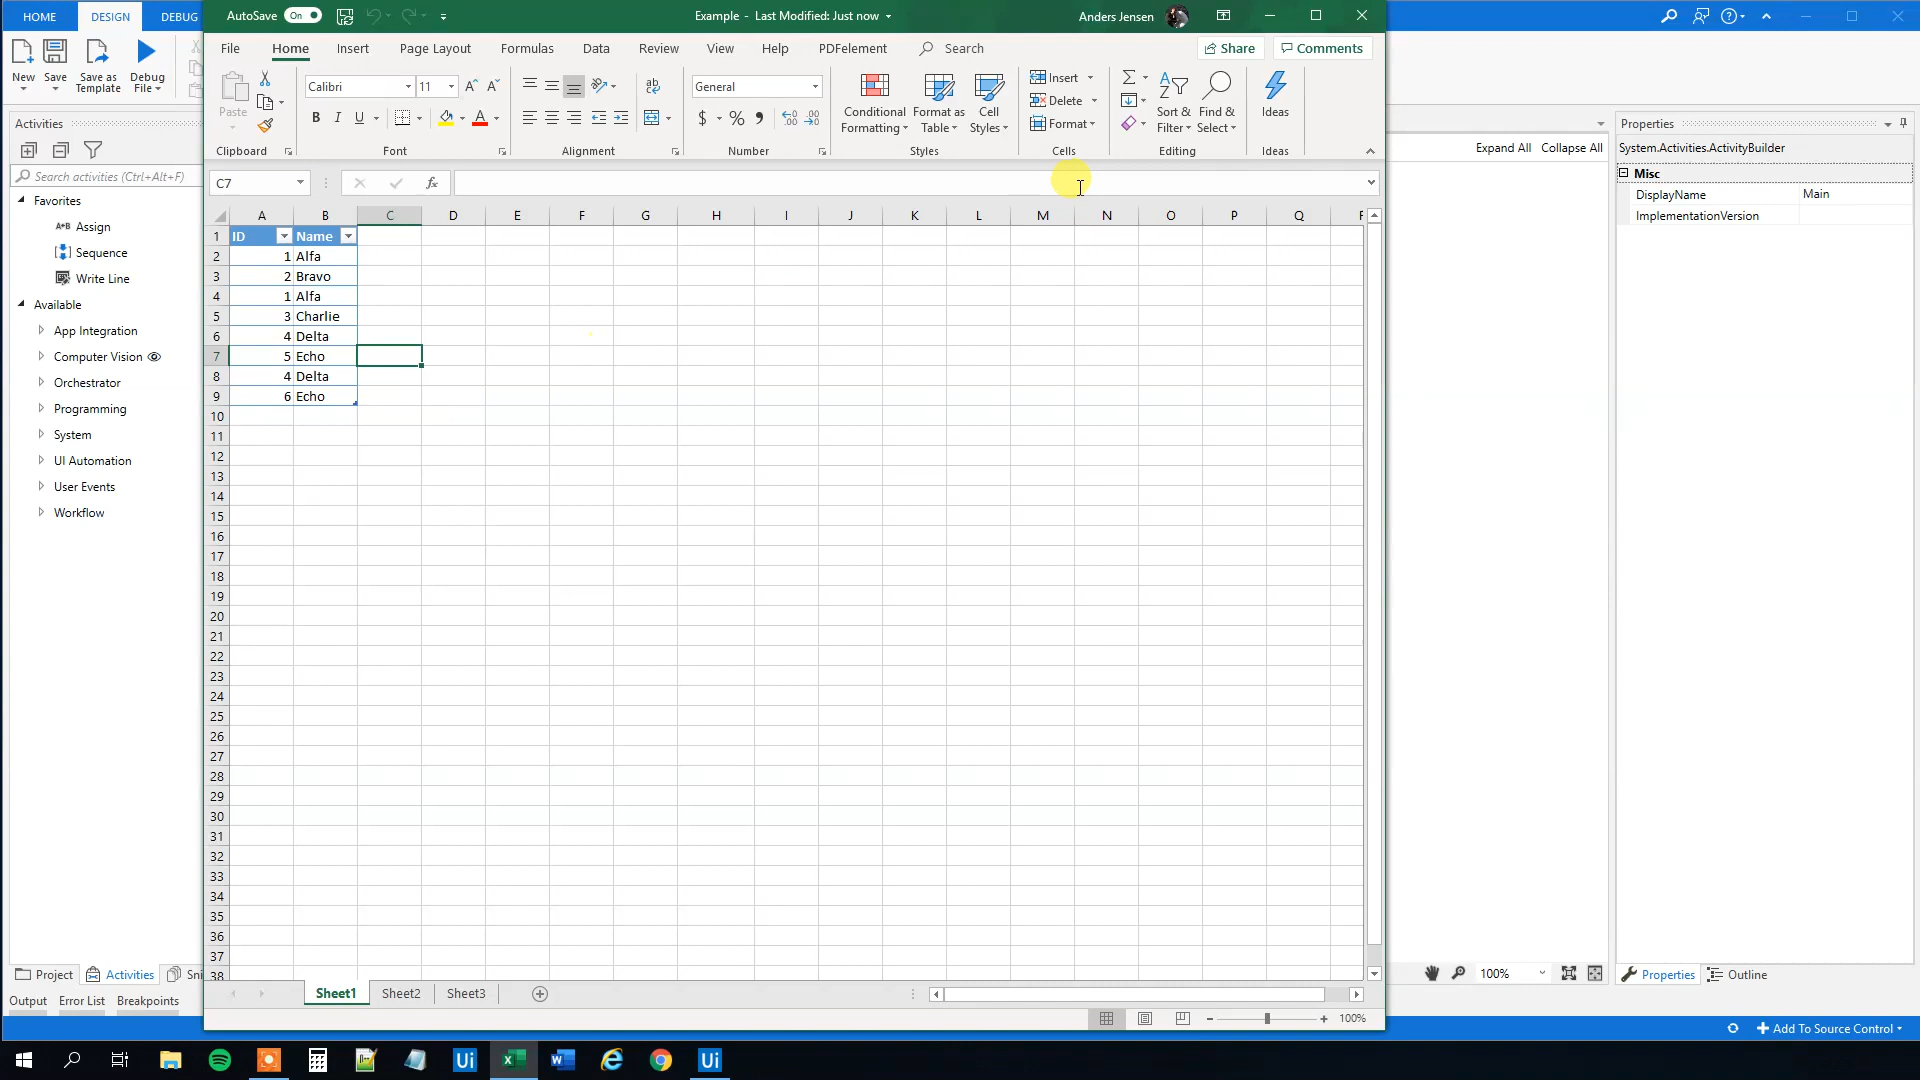 HOME DESIGN DEBUG
AutoSave On Example - Last Modified: Just now Anders Jensen
File Home Insert Draw Page Layout Formulas Data Review View Help PDFelement Search Share Comments
New Save Save as Template Debug File
Paste
Calibri 11
B I U
General
$ % 9
Conditional Formatting
Format as Table
Cell Styles
Insert
Delete
Format
Sort & Filter
Find & Select
Ideas
Clipboard Font Alignment Number Styles Cells Editing Ideas
Activities
Search activities (Ctrl+Alt+F)
Favorites
Assign
Sequence
Write Line
Available
App Integration
Computer Vision
Orchestrator
Programming
System
UI Automation
User Events
Workflow
C7 fx
A B C D E F G H I J K L M N O P Q
1 ID Name
2 1 Alfa
3 2 Bravo
4 1 Alfa
5 3 Charlie
6 4 Delta
7 5 Echo
8 4 Delta
9 6 Echo
10
11
12
13
14
15
16
17
18
19
20
21
22
23
24
25
26
27
28
29
30
31
32
33
34
35
36
37
38
Sheet1 Sheet2 Sheet3
100%
Expand All Collapse All
Properties
System.Activities.ActivityBuilder
Misc
DisplayName Main
ImplementationVersion
100%
Properties Outline
Project Activities Sni
Output Error List Breakpoints
Add To Source Control
Ui Ui